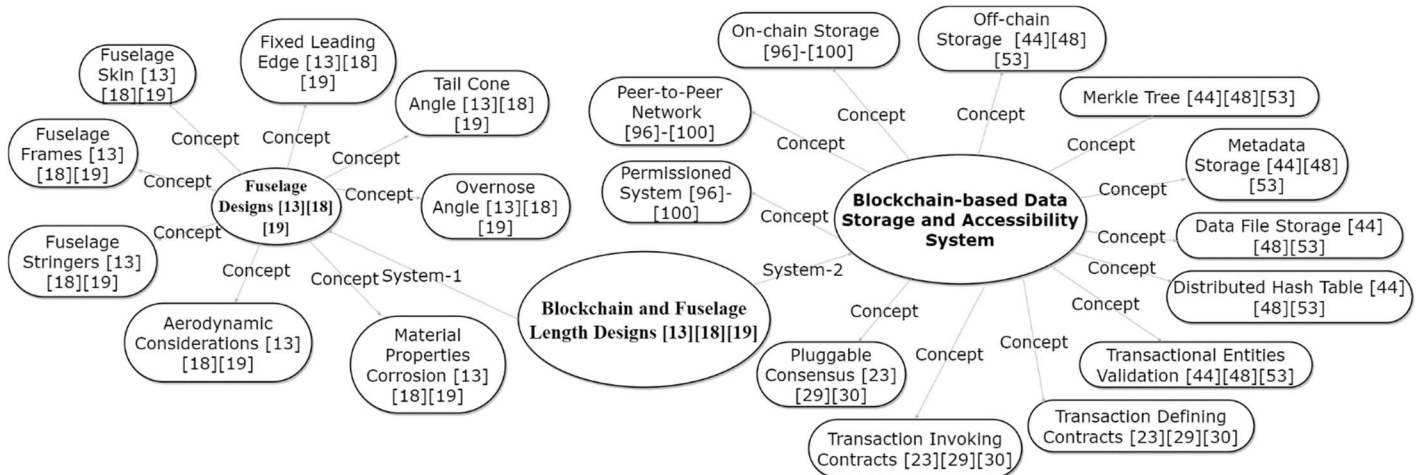 Fuselage
Skin [13]
[18][19]
Fixed Leading
Edge [13][18]
[19]
Tail Cone
Angle [13][18]
[19]
Concept
Concept
Concept
Fuselage
Frames [13]
[18][19]
Concept
Fuselage
Designs [13][18]
[19]
Concept
Overnose
Angle [13][18]
[19]
Fuselage
Stringers [13]
[18][19]
Concept
Concept
Concept
System-1
Aerodynamic
Considerations [13]
[18][19]
Material
Properties
Corrosion [13]
[18][19]
Blockchain and Fuselage
Length Designs [13][18][19]
System-2
On-chain Storage
[96]-[100]
Off-chain
Storage [44][48]
[53]
Peer-to-Peer
Network
[96]-[100]
Concept
Concept
Merkle Tree [44][48][53]
Concept
Concept
Permissioned
System [96]-
[100]
Concept
Metadata
Storage [44][48]
[53]
Concept
Blockchain-based Data
Storage and Accessibility
System
Data File Storage [44]
[48][53]
Concept
Distributed Hash Table [44]
[48][53]
Concept
Concept
Transactional Entities
Validation [44][48][53]
Concept
Pluggable
Consensus [23]
[29][30]
Concept
Concept
Transaction Invoking
Contracts [23][29][30]
Transaction Defining
Contracts [23][29][30]